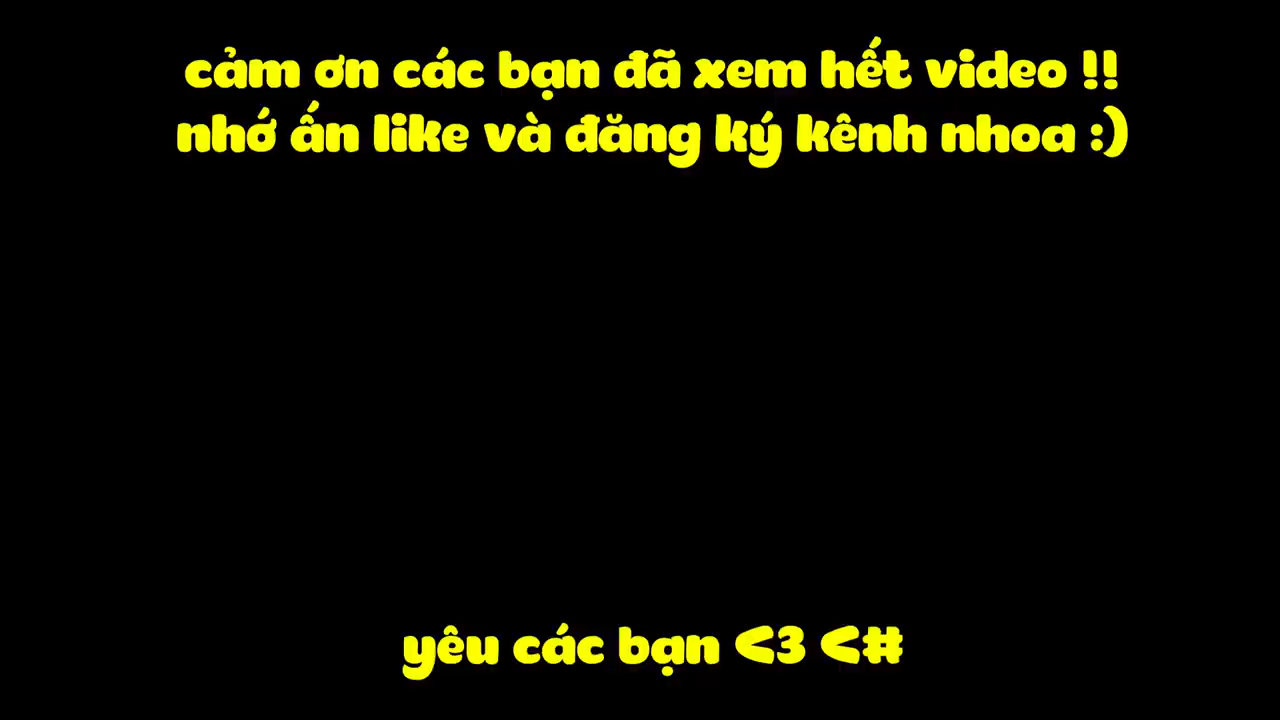 cảm ơn các bạn đã xem hết video !!
nhớ ấn like và đăng ký kênh nhoa :)
yêu các bạn <3 <#